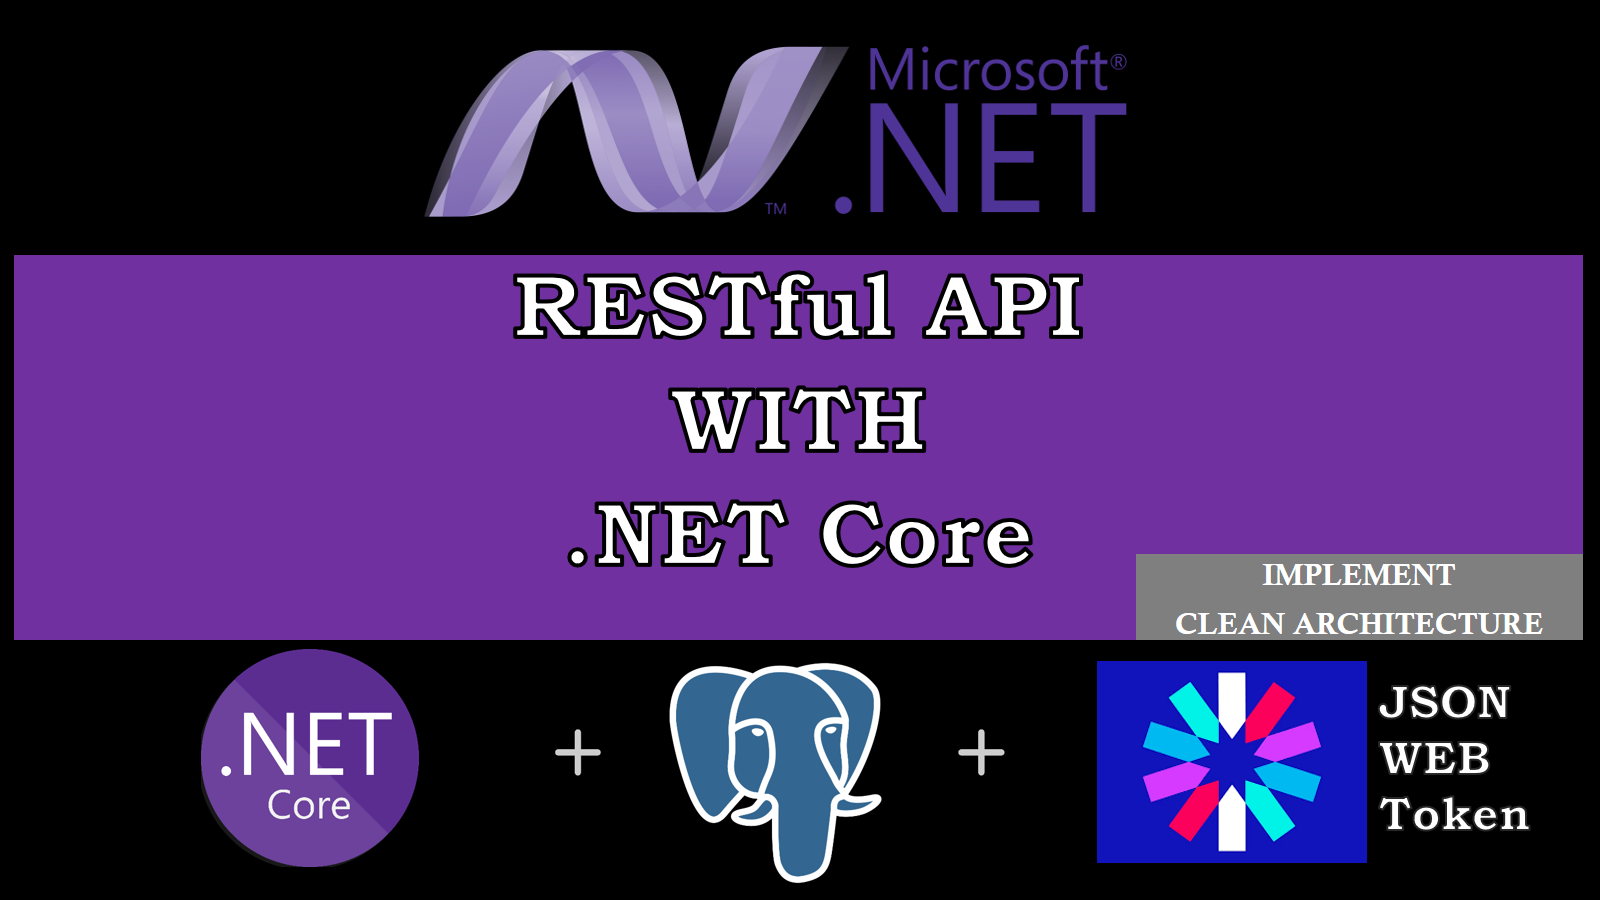 Microsoft®
.NET
TM
RESTful API
WITH
.NET Core
IMPLEMENT
CLEAN ARCHITECTURE
.NET
Core
+
+
JSON
WEB
Token